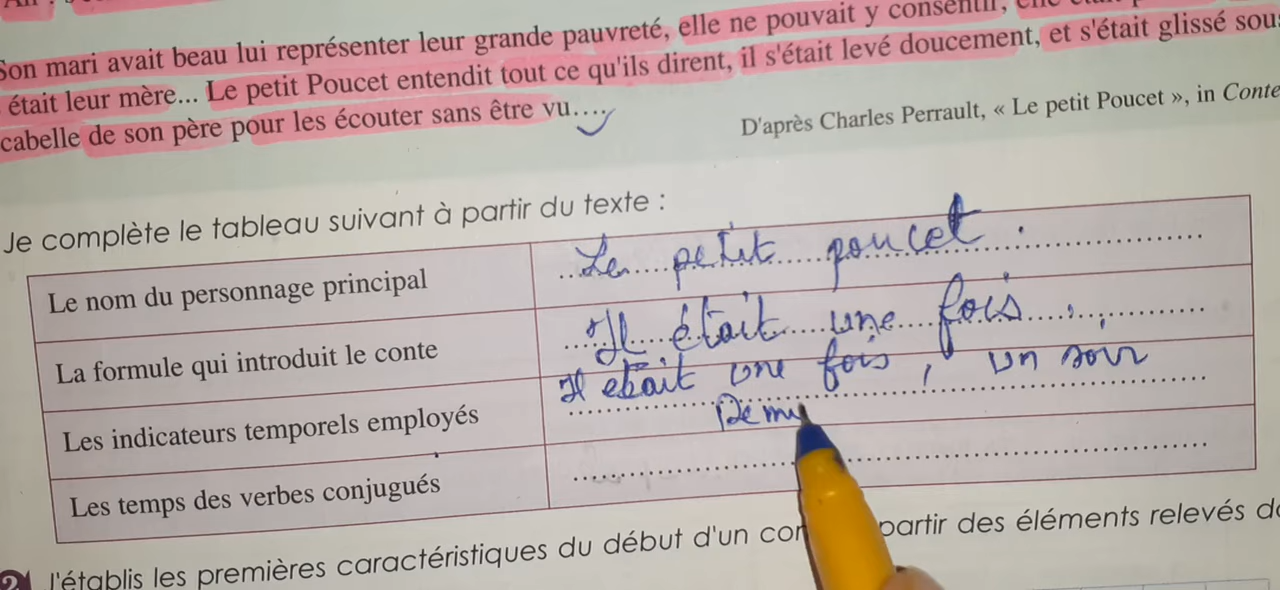 Son mari avait beau lui représenter leur grande pauvreté, elle ne pouvait y consentir,
était leur mère... Le petit Poucet entendit tout ce qu'ils dirent, il s'était levé doucement, et s'était glissé sous
cabelle de son père pour les écouter sans être vu....
D'après Charles Perrault, « Le petit Poucet », in Conte
Je complète le tableau suivant à partir du texte :
Le nom du personnage principal Le petit poucet.
La formule qui introduit le conte Il était une fois
Les indicateurs temporels employés Il etait une fois, un soir
Demi
Les temps des verbes conjugués
2 J'établis les premières caractéristiques du début d'un partir des éléments relevés